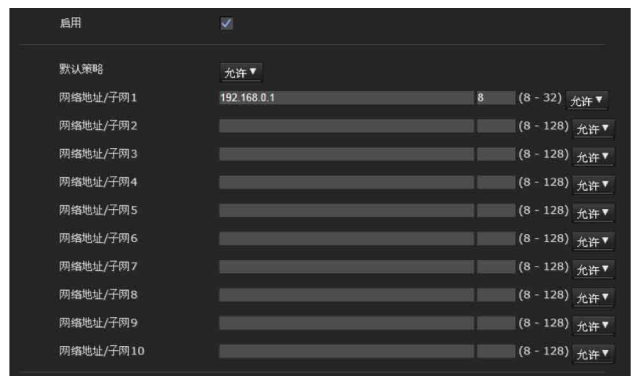 启用
默认策略 允许▼
网络地址/子网1 192.168.0.1 8 (8 - 32) 允许▼
网络地址/子网2 (8 - 128) 允许▼
网络地址/子网3 (8 - 128) 允许▼
网络地址/子网4 (8 - 128) 允许▼
网络地址/子网5 (8 - 128) 允许▼
网络地址/子网6 (8 - 128) 允许▼
网络地址/子网7 (8 - 128) 允许▼
网络地址/子网8 (8 - 128) 允许▼
网络地址/子网9 (8 - 128) 允许▼
网络地址/子网10 (8 - 128) 允许▼